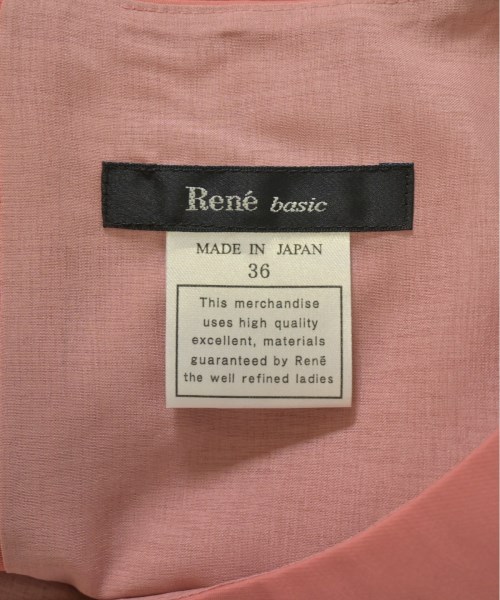 René basic
MADE IN JAPAN
36
This merchandise
uses high quality
excellent, materials
guaranteed by René
the well refined ladies